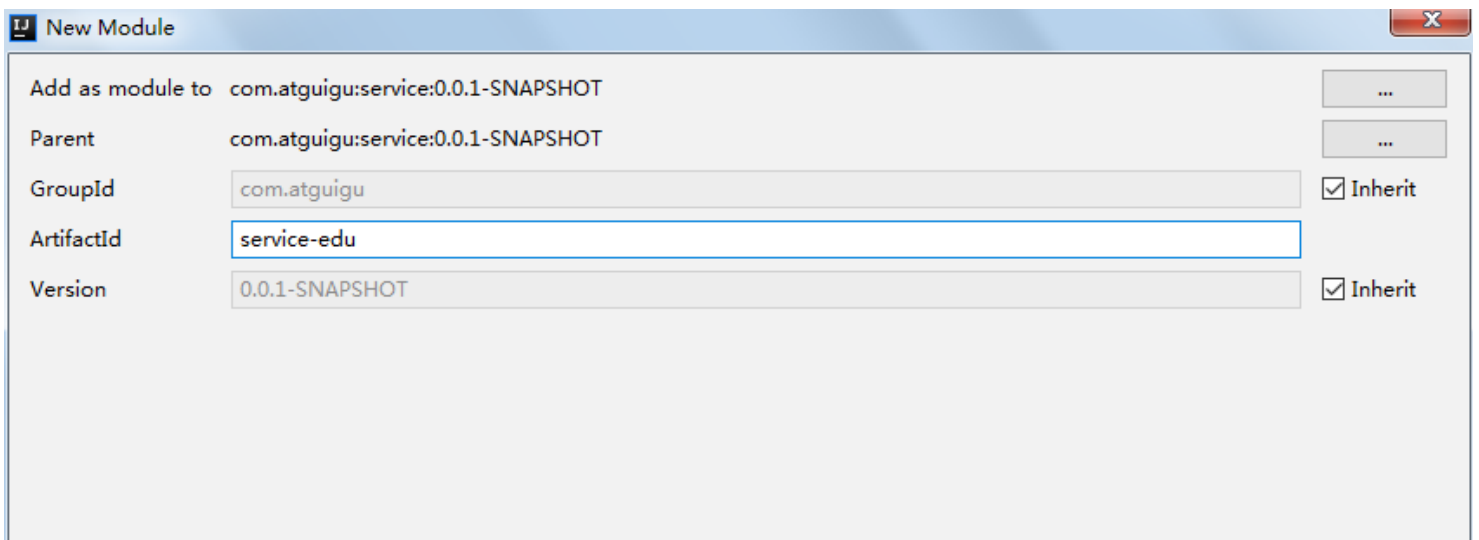 IJ New Module
Add as module to com.atguigu:service:0.0.1-SNAPSHOT ...
Parent com.atguigu:service:0.0.1-SNAPSHOT ...
GroupId com.atguigu Inherit
ArtifactId service-edu
Version 0.0.1-SNAPSHOT Inherit